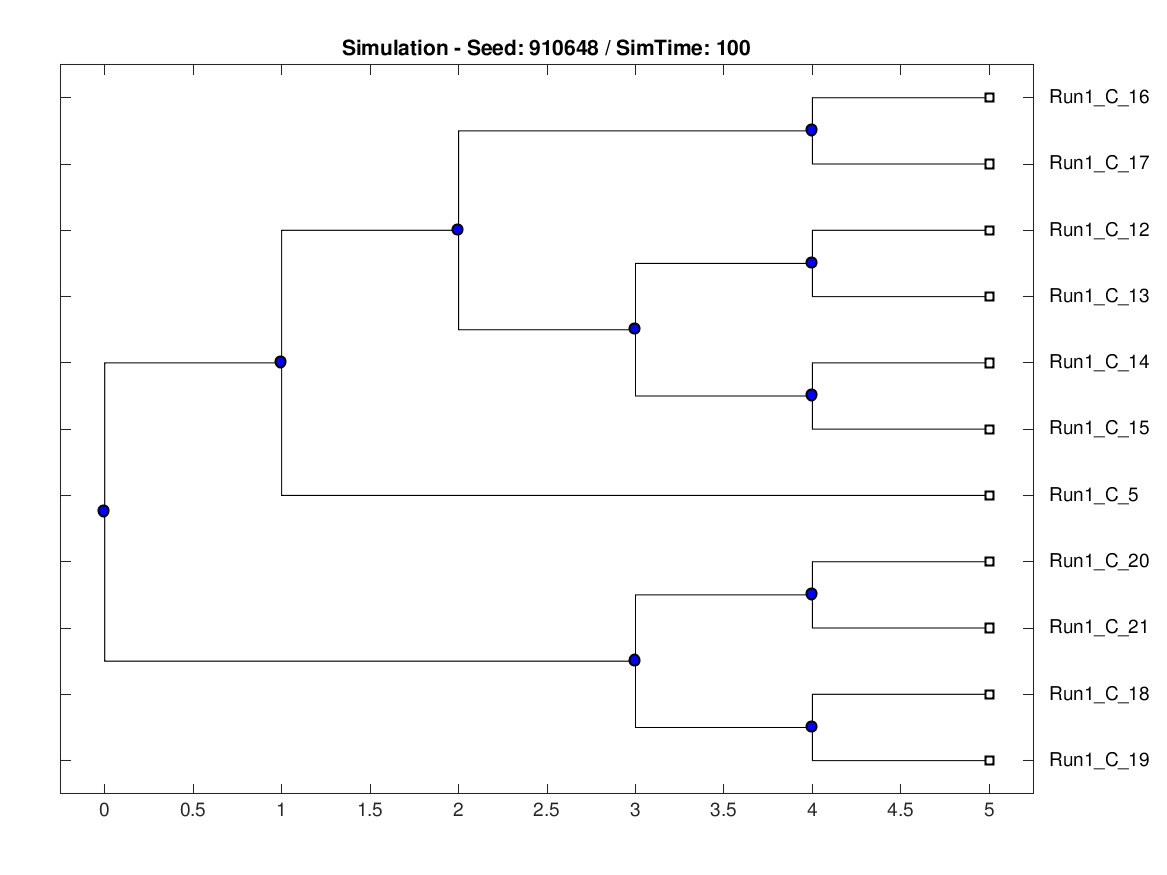 Simulation - Seed: 910648 / SimTime: 100
Run1_C_16
Run1_C_17
Run1_C_12
Run1_C_13
Run1_C_14
Run1_C_15
Run1_C_5
Run1_C_20
Run1_C_21
Run1_C_18
Run1_C_19
0 0.5 1 1.5 2 2.5 3 3.5 4 4.5 5